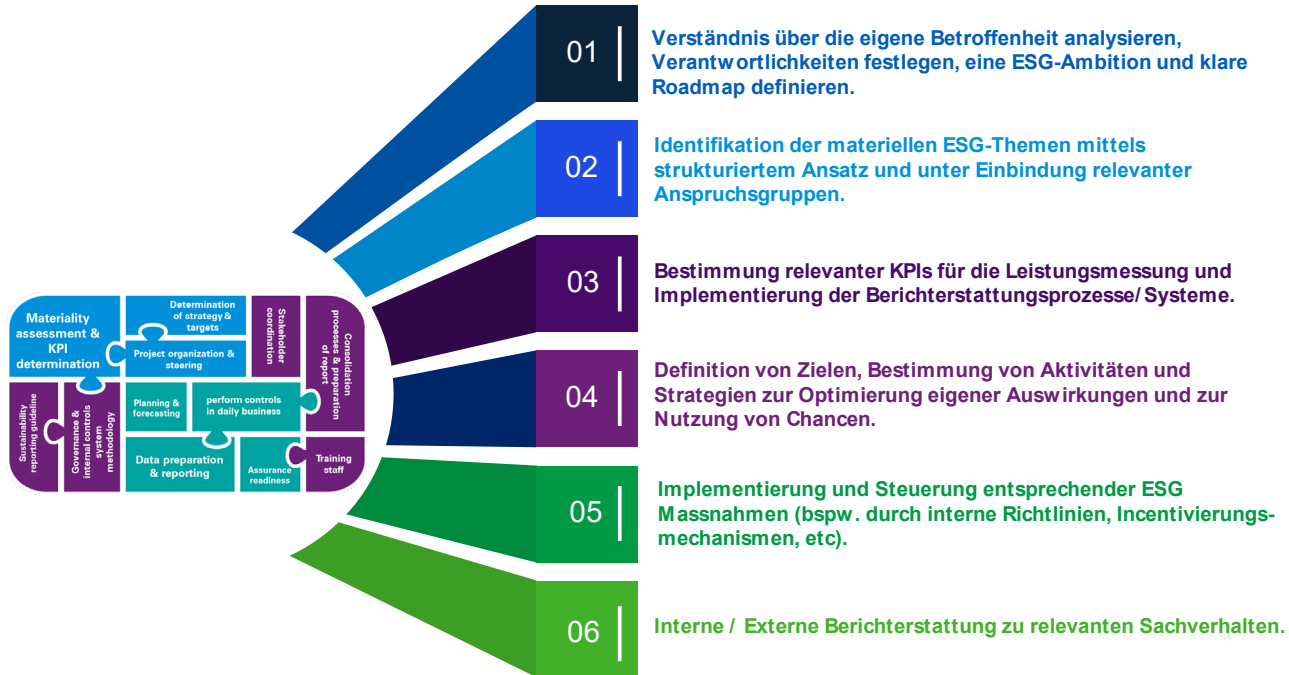 01
Verständnis über die eigene Betroffenheit analysieren,
Verantwortlichkeiten festlegen, eine ESG-Ambition und klare
Roadmap definieren.
02
Identifikation der materiellen ESG-Themen mittels
strukturiertem Ansatz und unter Einbindung relevanter
Anspruchsgruppen.
03
Bestimmung relevanter KPIs für die Leistungsmessung und
Implementierung der Berichterstattungsprozesse/ Systeme.
04
Definition von Zielen, Bestimmung von Aktivitäten und
Strategien zur Optimierung eigener Auswirkungen und zur
Nutzung von Chancen.
05
Implementierung und Steuerung entsprechender ESG
Massnahmen (bspw. durch interne Richtlinien, Incentivierungs-
mechanismen, etc).
06
Interne / Externe Berichterstattung zu relevanten Sachverhalten.
Materiality
assessment &
KPI
determination
Determination
of strategy &
targets
Project organization &
steering
Stakeholder
coordination
Consolidation
processes & preparation
of report
Sustainability
reporting guideline
Governance &
internal controls
system
methodology
Planning &
forecasting
perform controls
in daily business
Data preparation
& reporting
Assurance
readiness
Training
staff